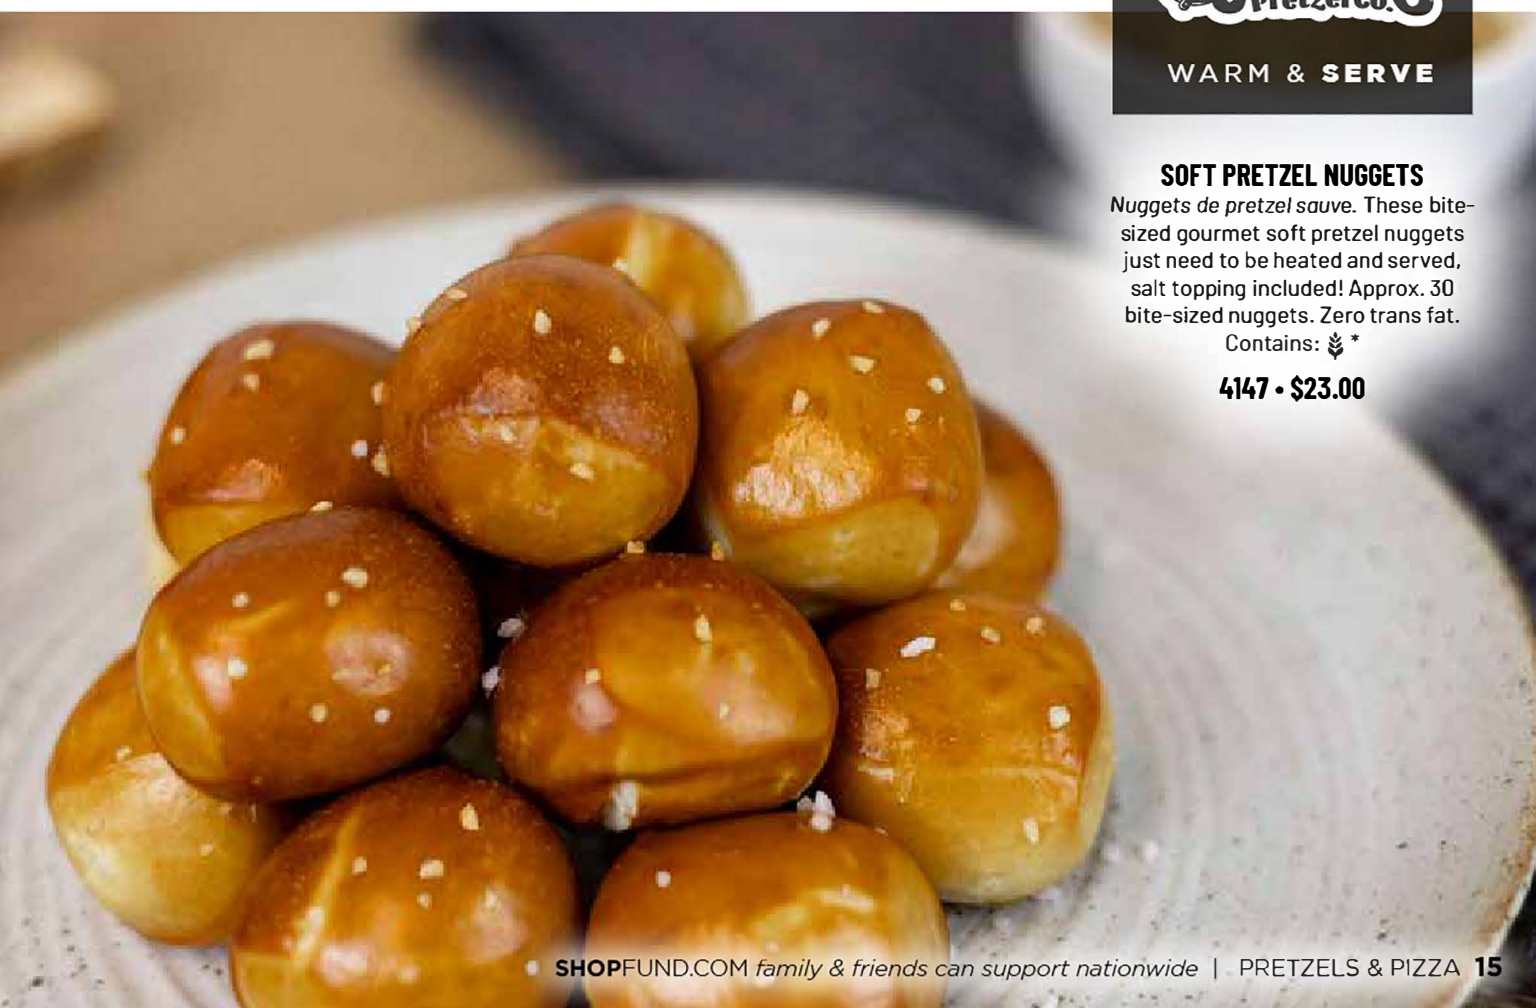 PretzelCo.
WARM & SERVE
SOFT PRETZEL NUGGETS
Nuggets de pretzel sauve. These bite-
sized gourmet soft pretzel nuggets
just need to be heated and served,
salt topping included! Approx. 30
bite-sized nuggets. Zero trans fat.
Contains: *
4147 • $23.00
SHOPFUND.COM family & friends can support nationwide | PRETZELS & PIZZA 15